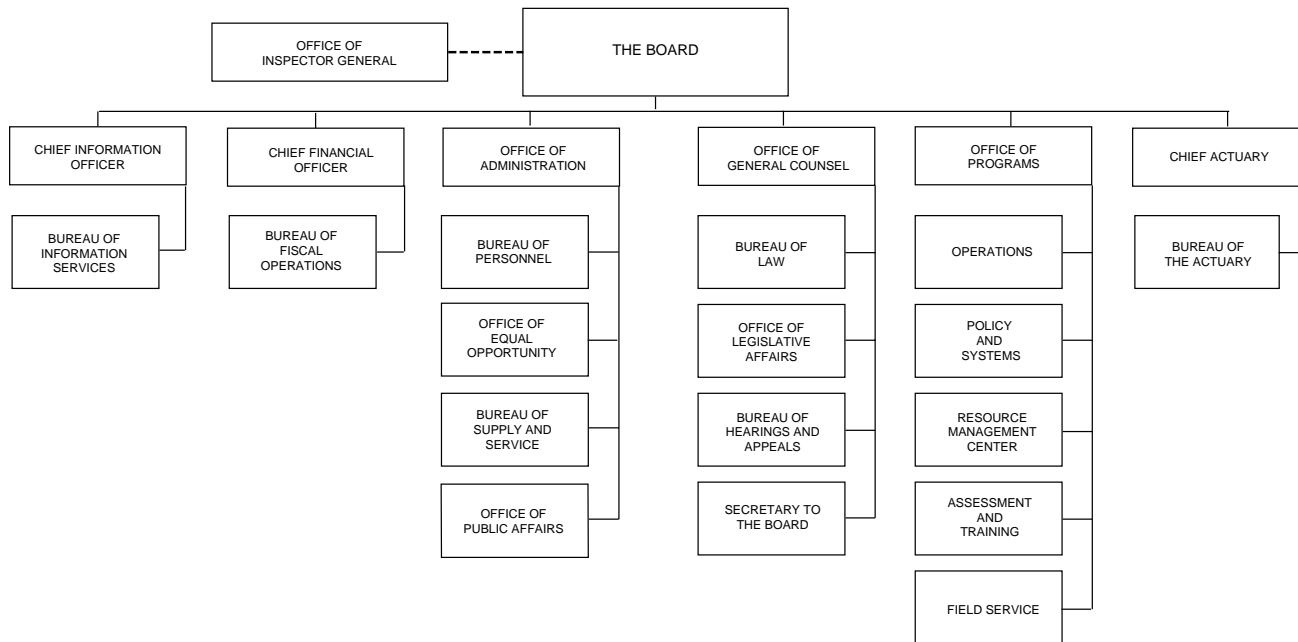 OFFICE OF
INSPECTOR GENERAL
THE BOARD
CHIEF INFORMATION
OFFICER
CHIEF FINANCIAL
OFFICER
OFFICE OF
ADMINISTRATION
OFFICE OF
GENERAL COUNSEL
OFFICE OF
PROGRAMS
CHIEF ACTUARY
BUREAU OF
INFORMATION
SERVICES
BUREAU OF
FISCAL
OPERATIONS
BUREAU OF
PERSONNEL
BUREAU OF
LAW
OPERATIONS
BUREAU OF
THE ACTUARY
OFFICE OF
EQUAL
OPPORTUNITY
OFFICE OF
LEGISLATIVE
AFFAIRS
POLICY
AND
SYSTEMS
BUREAU OF
SUPPLY AND
SERVICE
BUREAU OF
HEARINGS AND
APPEALS
RESOURCE
MANAGEMENT
CENTER
OFFICE OF
PUBLIC AFFAIRS
SECRETARY TO
THE BOARD
ASSESSMENT
AND
TRAINING
FIELD SERVICE